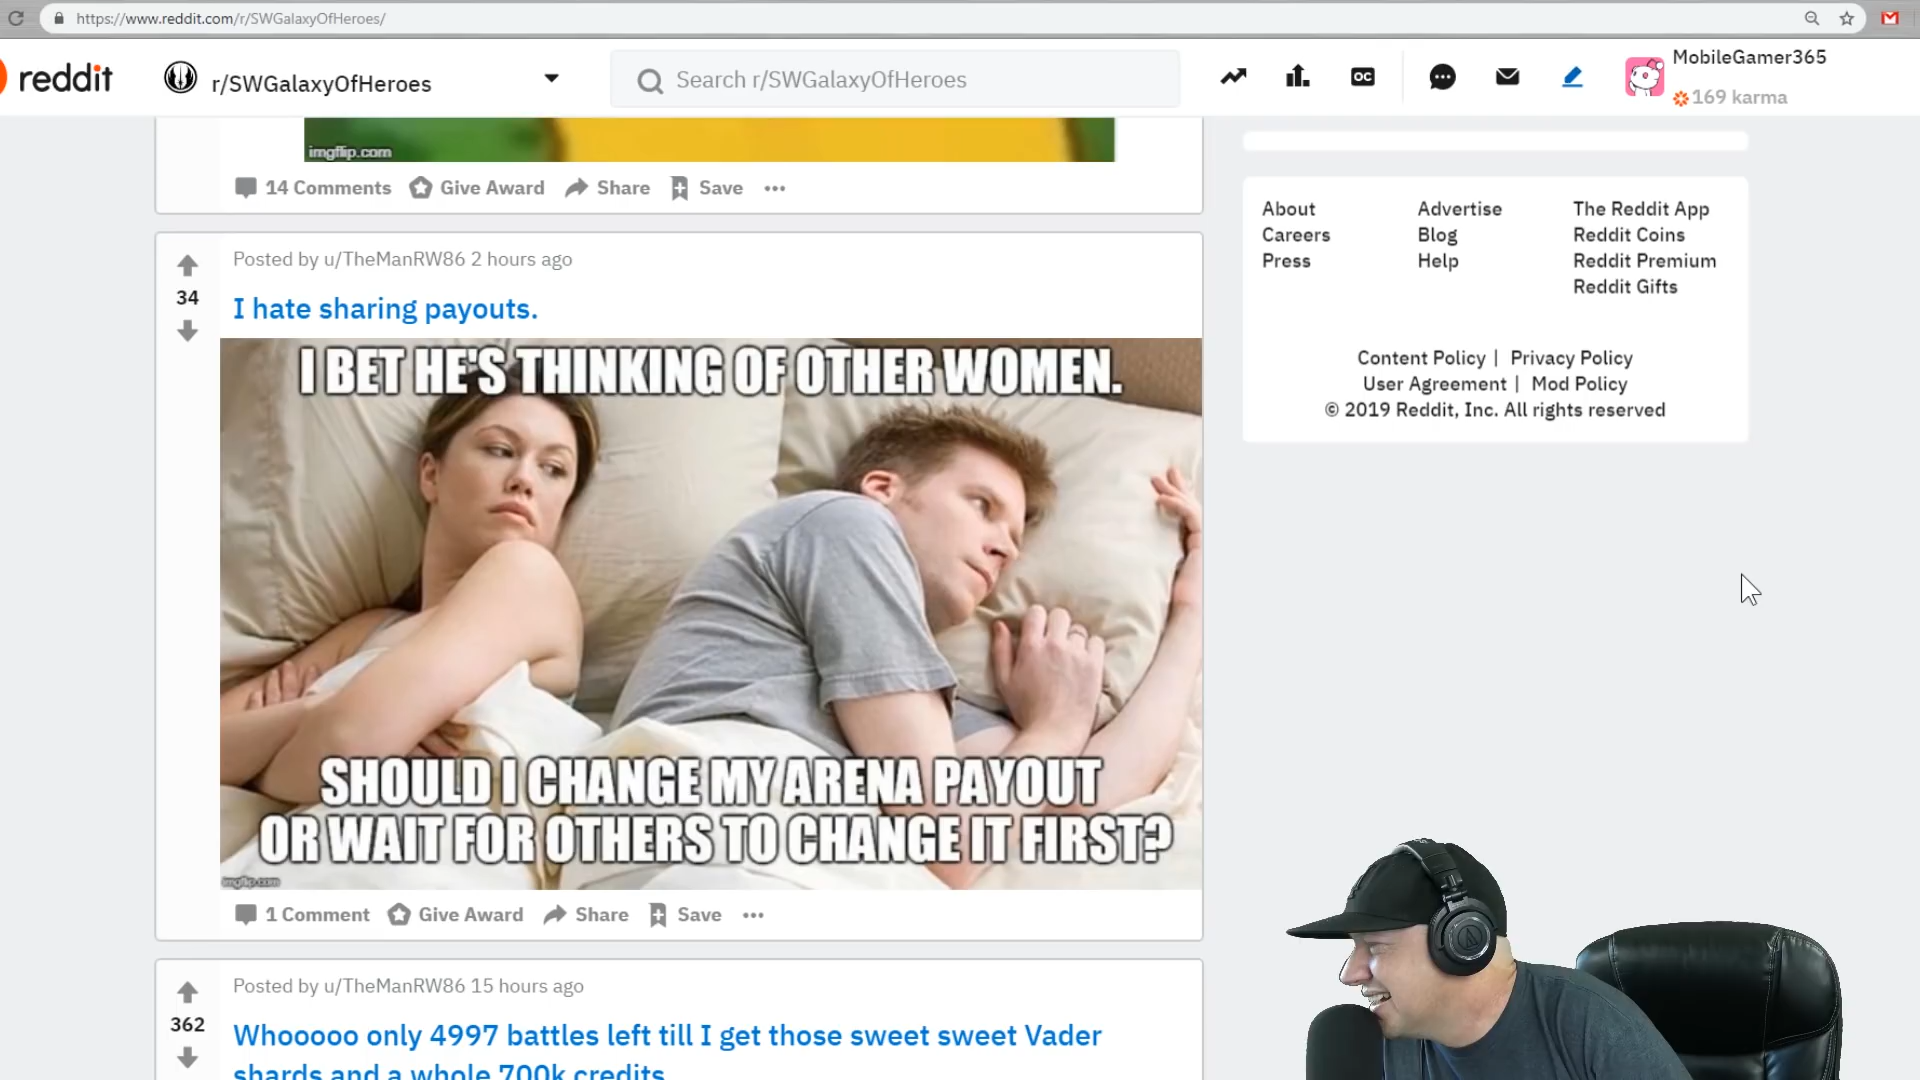 https://www.reddit.com/r/SWGalaxyOfHeroes/
reddit
r/SWGalaxyOfHeroes
Search r/SWGalaxyOfHeroes
OC
MobileGamer365
169 karma
imgflip.com
14 Comments Give Award Share Save
Posted by u/TheManRW86 2 hours ago
34
I hate sharing payouts.
I BET HE'S THINKING OF OTHER WOMEN.
SHOULD I CHANGE MY ARENA PAYOUT
OR WAIT FOR OTHERS TO CHANGE IT FIRST?
imgflip.com
1 Comment Give Award Share Save
Posted by u/TheManRW86 15 hours ago
362
Whooooo only 4997 battles left till I get those sweet sweet Vader
shards and a whole 700k credits
About Advertise The Reddit App
Careers Blog Reddit Coins
Press Help Reddit Premium
Reddit Gifts
Content Policy | Privacy Policy
User Agreement | Mod Policy
© 2019 Reddit, Inc. All rights reserved